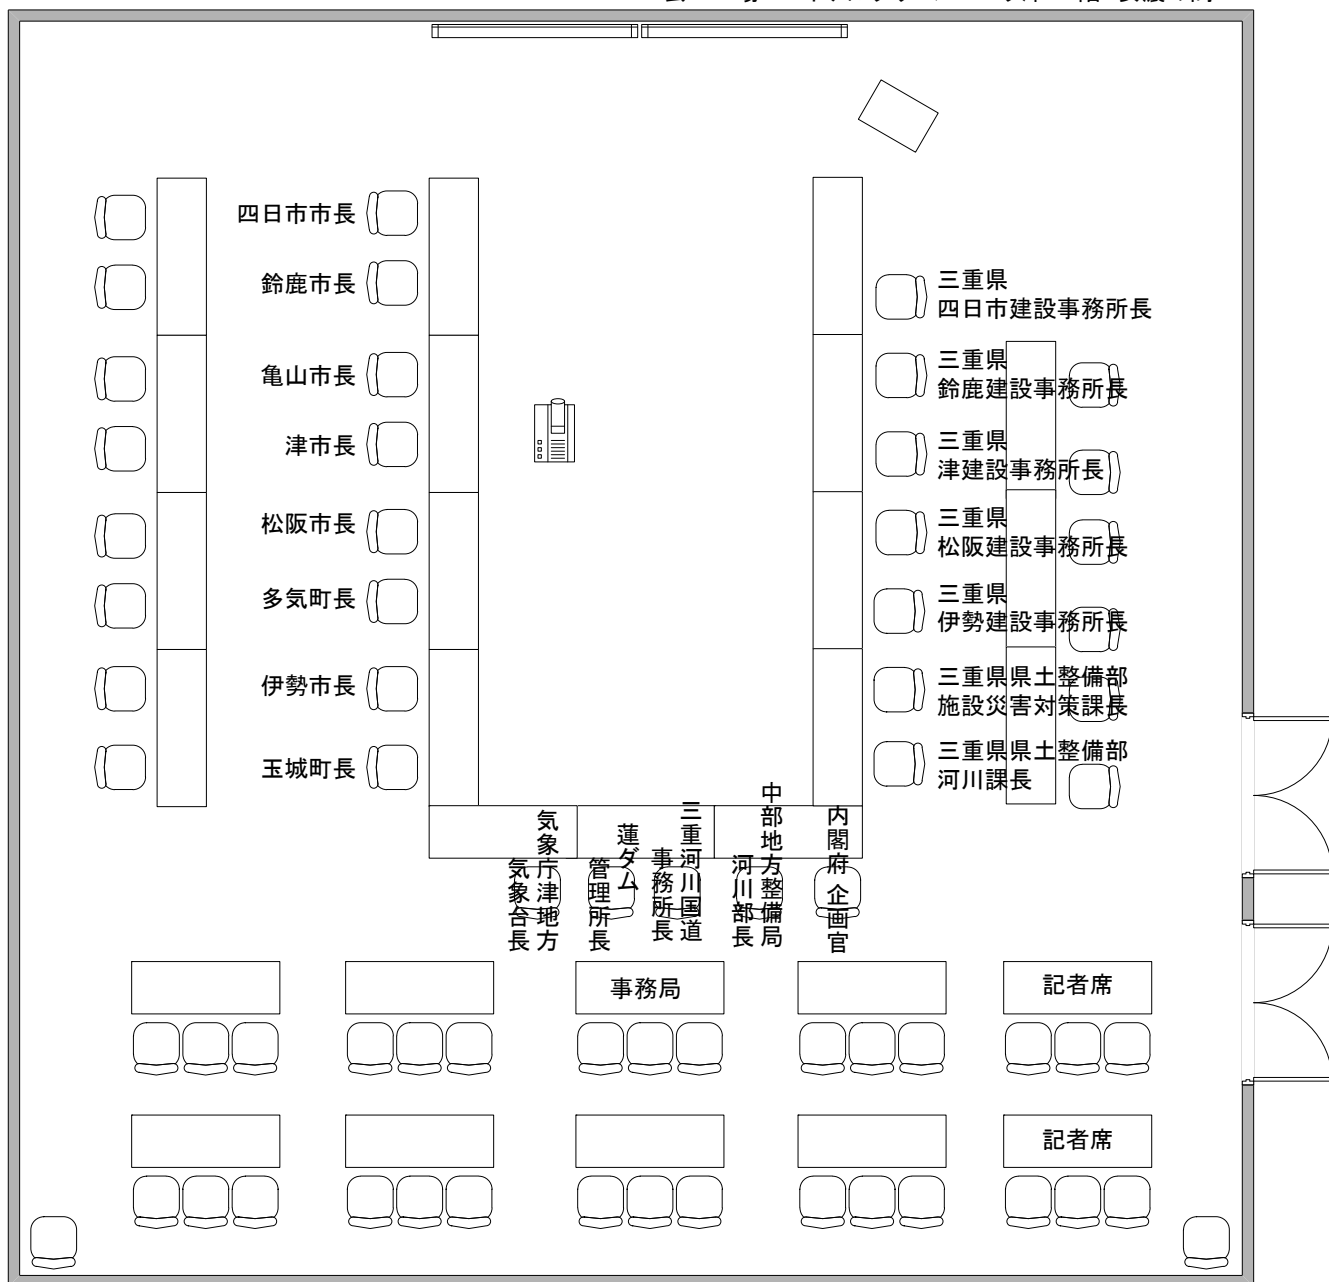 四日市市長
鈴鹿市長
亀山市長
津市長
松阪市長
多気町長
伊勢市長
玉城町長
三重県
四日市建設事務所長
三重県
鈴鹿建設事務所長
三重県
津建設事務所長
三重県
松阪建設事務所長
三重県
伊勢建設事務所長
三重県県土整備部
施設災害対策課長
三重県県土整備部
河川課長
内閣府 企画官
中部地方整備局
河川部長
三重河川国道
事務所長
蓮ダム
管理所長
気象庁津地方
気象台長
事務局
記者席
記者席